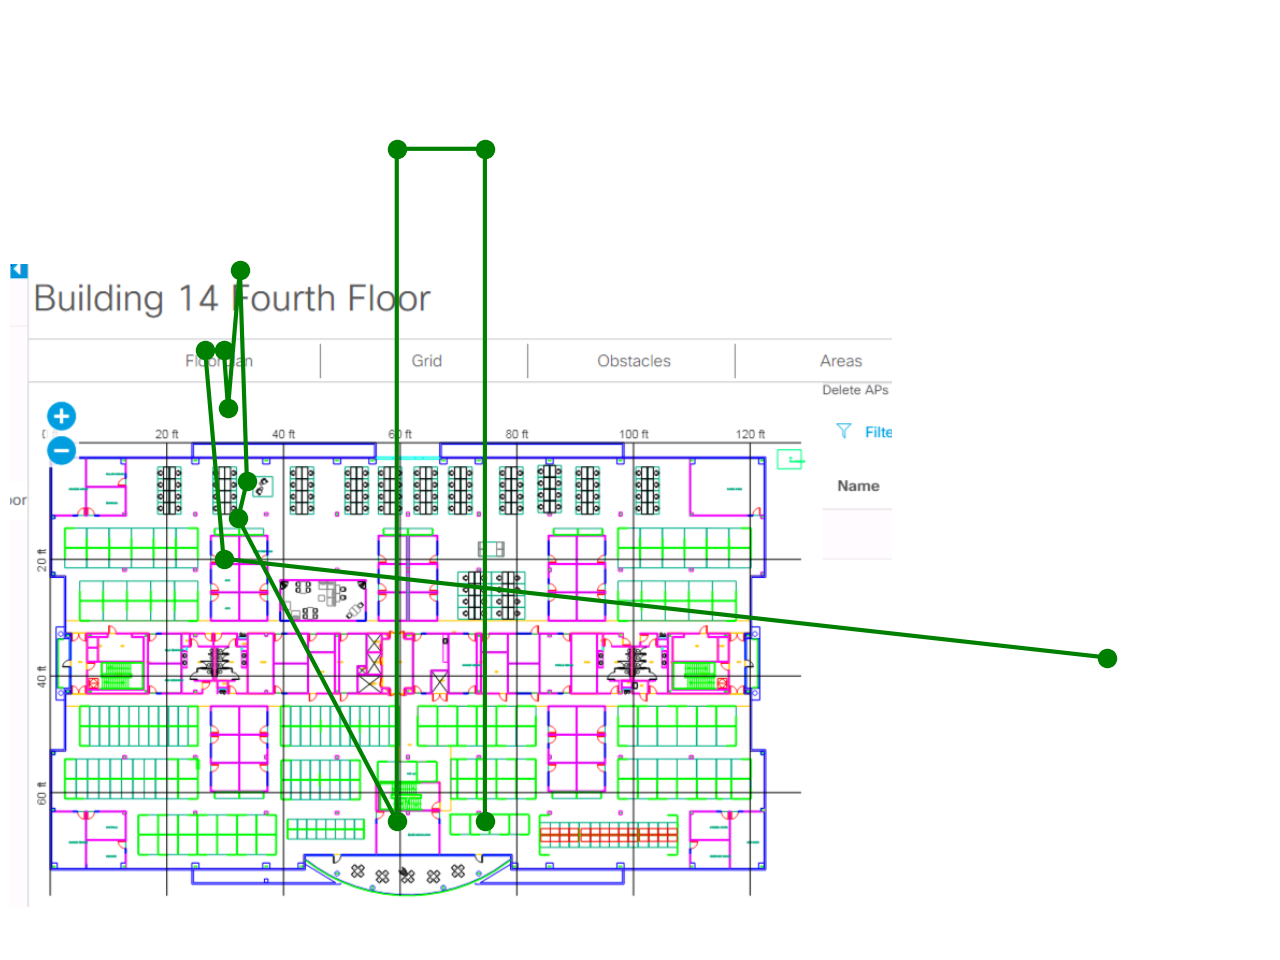 Building 14 Fourth Floor
Floorplan Grid Obstacles Areas
Delete APs
+
Filte
−
20 ft 40 ft 60 ft 80 ft 100 ft 120 ft
Name
oor
20 ft
40 ft
60 ft